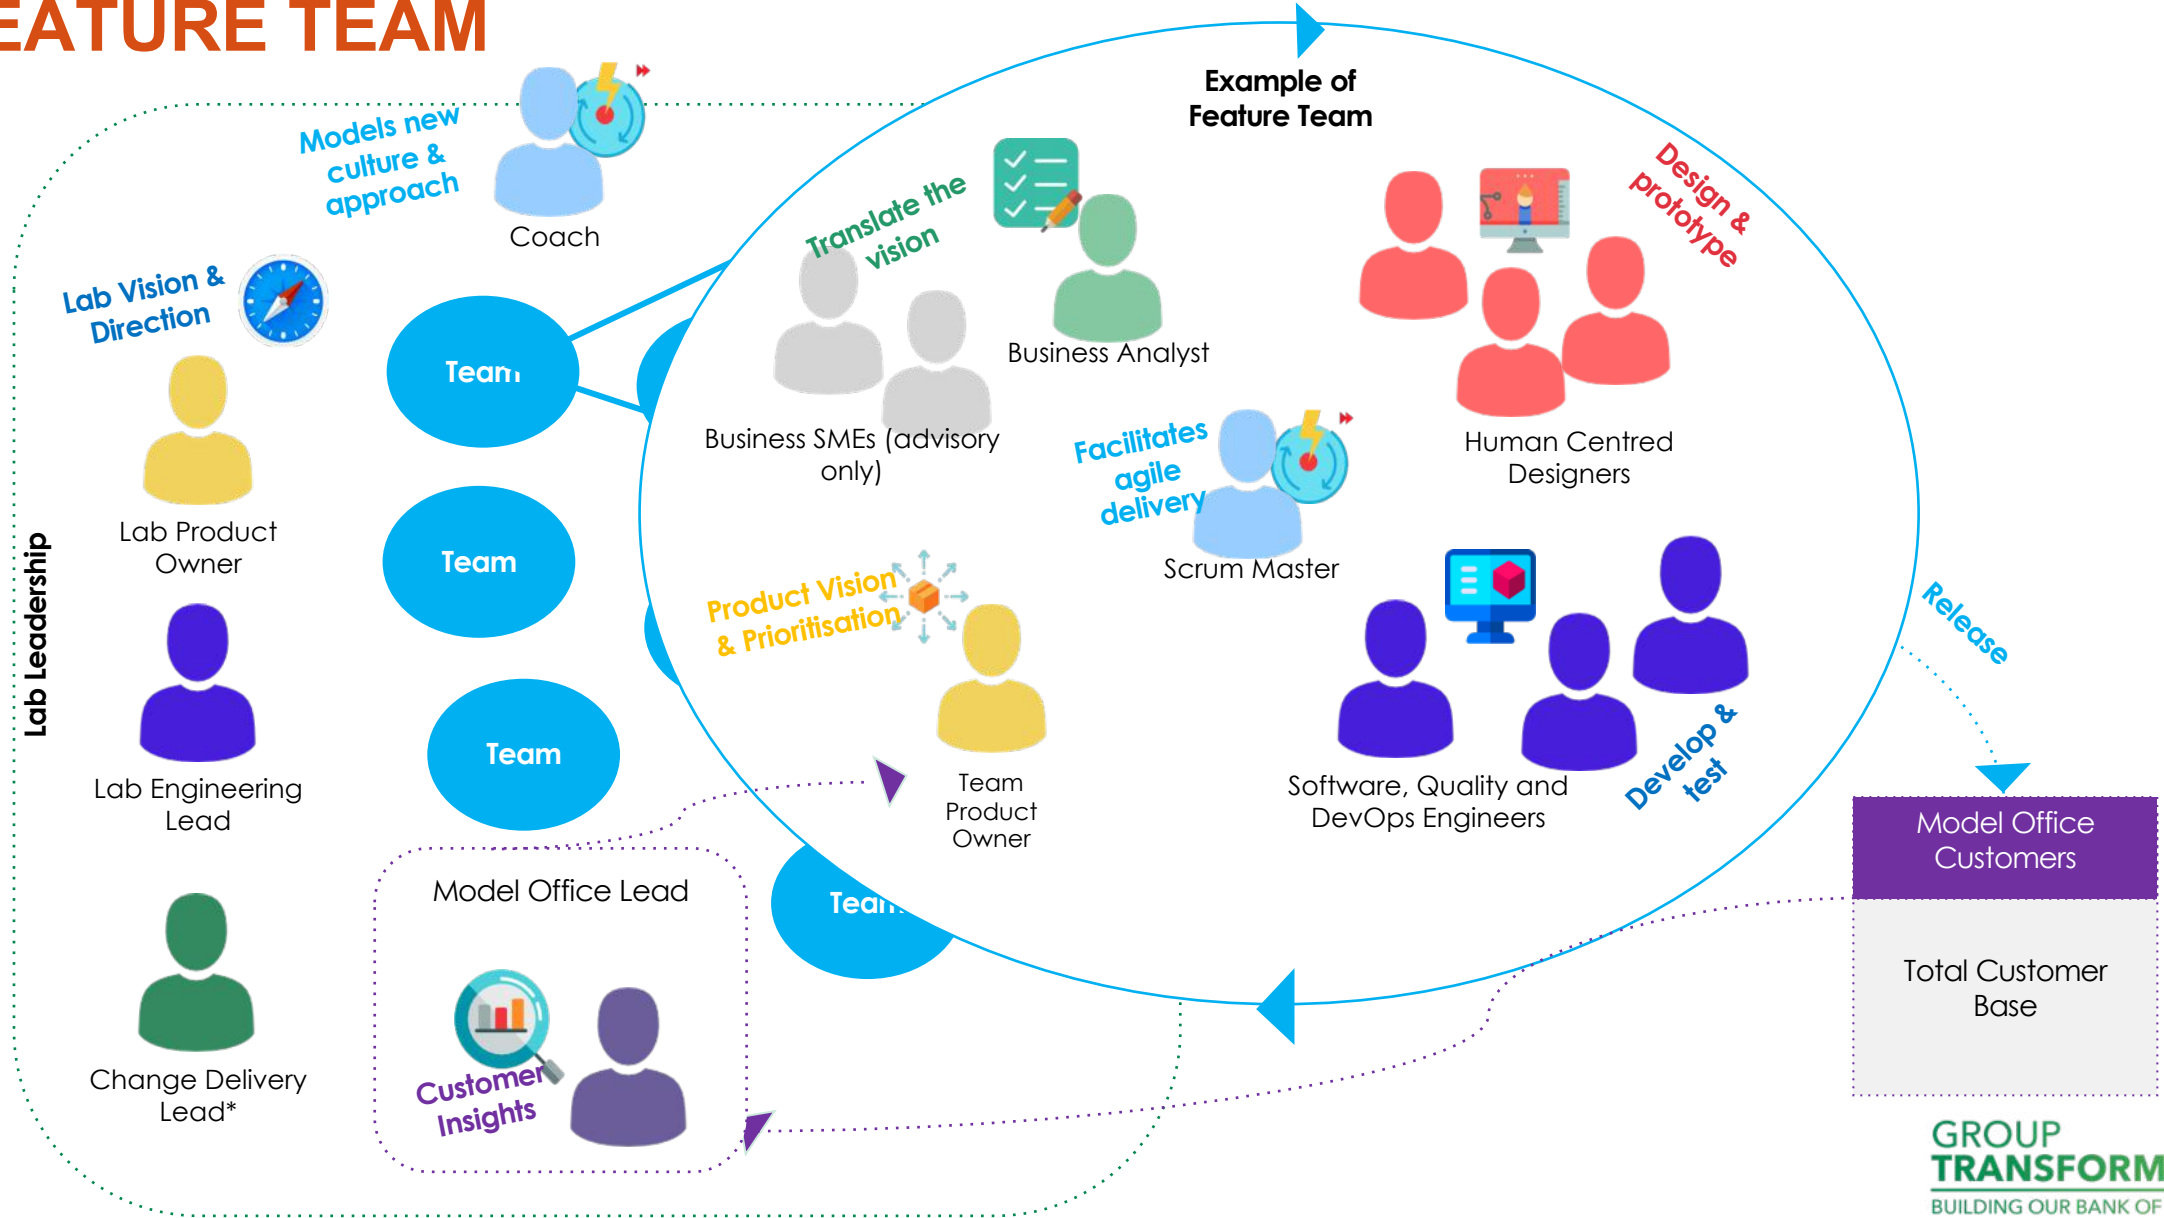 EATURE TEAM
Example of
Feature Team
Models new
culture &
approach
Coach
Lab Vision &
Direction
Lab Product
Owner
Lab Leadership
Lab Engineering
Lead
Change Delivery
Lead*
Team
Team
Team
Team
Model Office Lead
Customer
Insights
Translate the
vision
Business Analyst
Business SMEs (advisory
only)
Design &
prototype
Human Centred
Designers
Facilitates
agile
delivery
Scrum Master
Product Vision
& Prioritisation
Team
Product
Owner
Software, Quality and
DevOps Engineers
Develop &
test
Release
Model Office
Customers
Total Customer
Base
GROUP
TRANSFORM
BUILDING OUR BANK OF